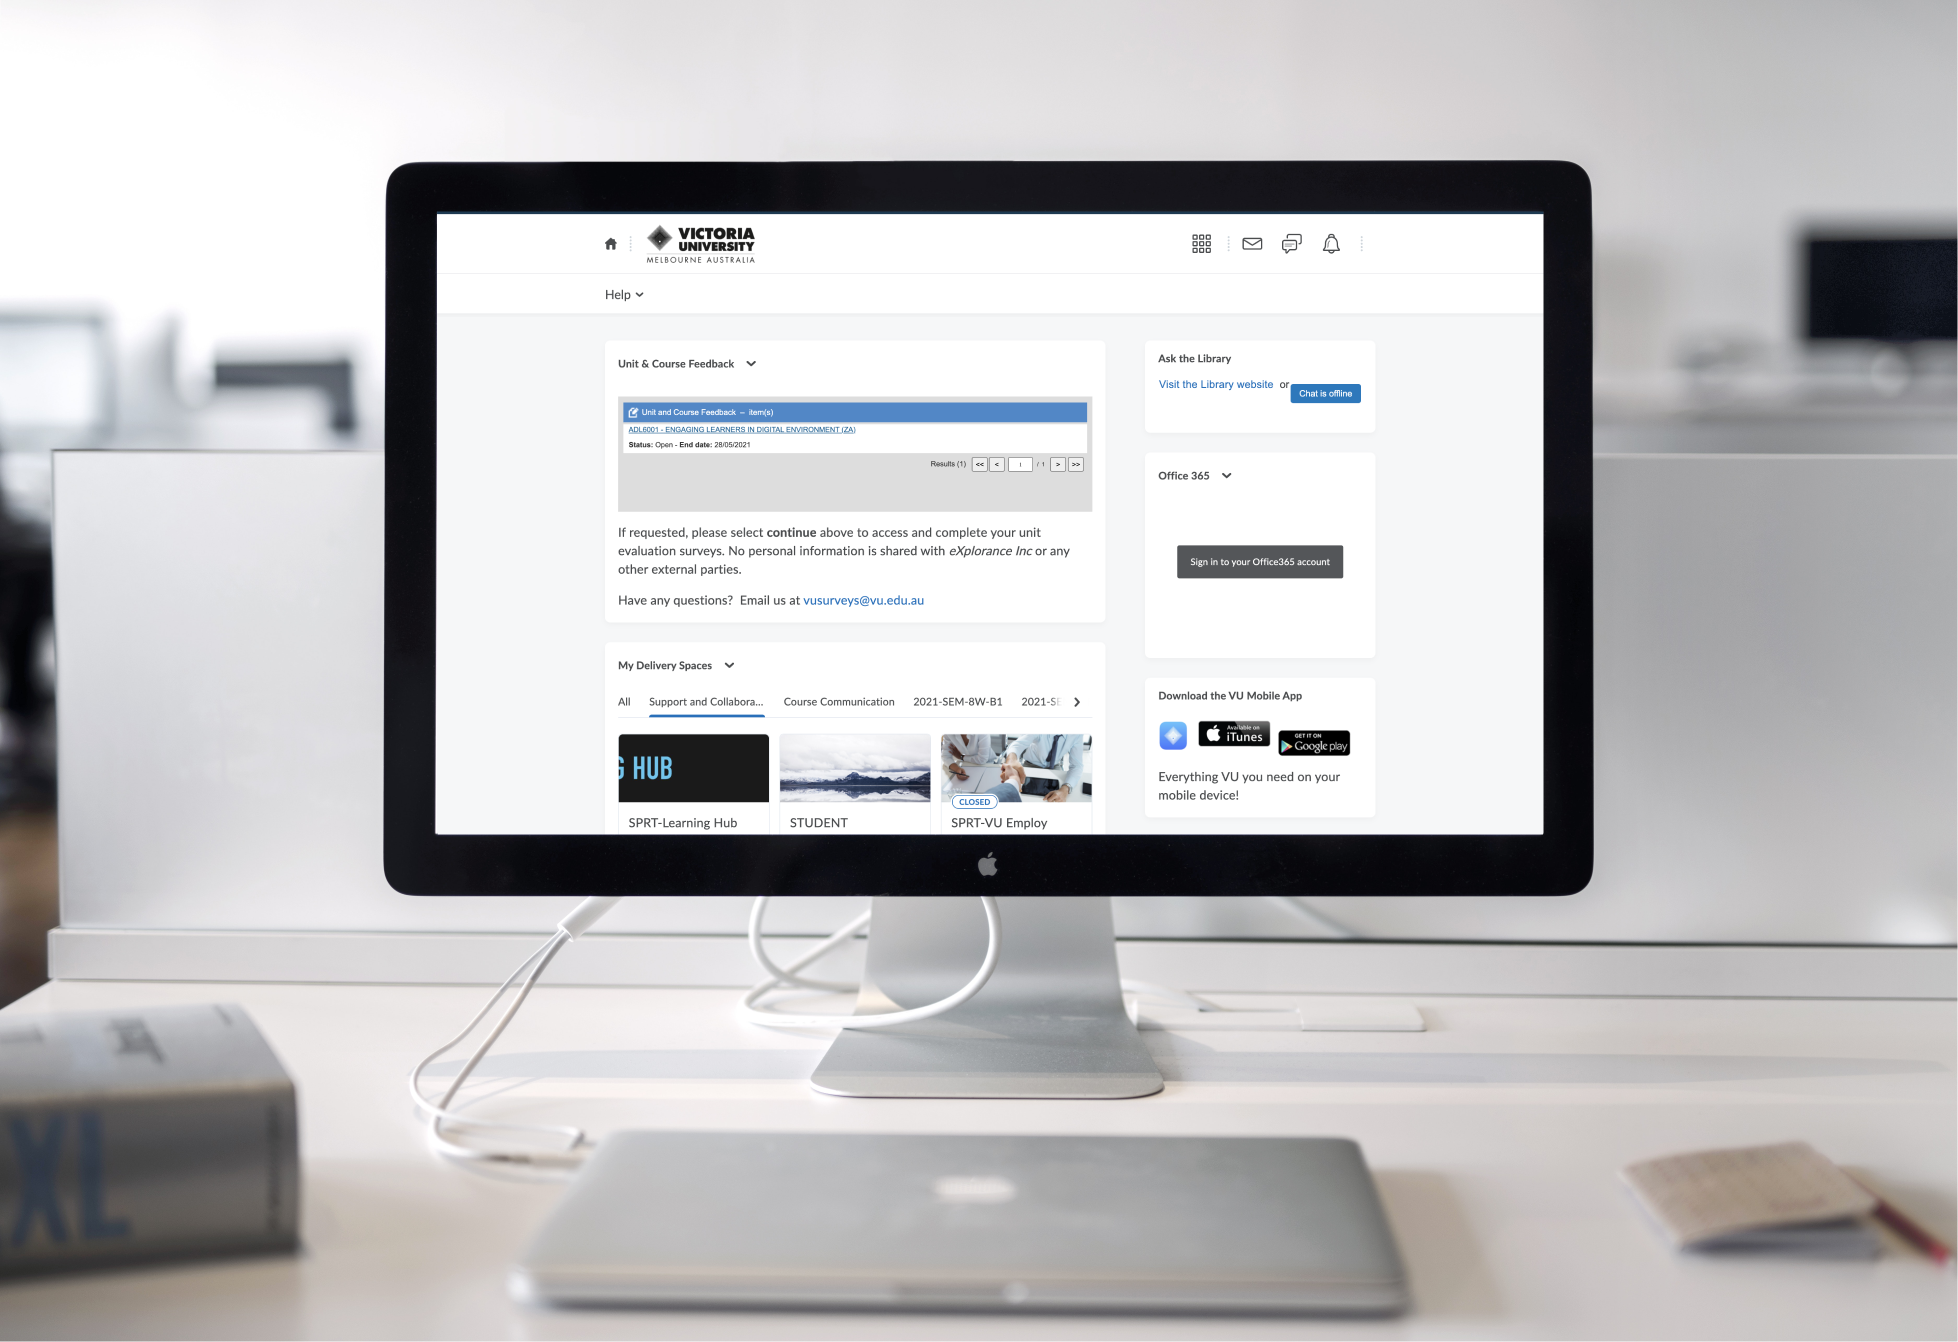 VICTORIA
UNIVERSITY
MELBOURNE AUSTRALIA
Help
Unit & Course Feedback
Unit and Course Feedback – item(s)
ADL6001 - ENGAGING LEARNERS IN DIGITAL ENVIRONMENT (ZA)
Status: Open - End date: 28/05/2021
Results (1) << < 1 / 1 > >>
If requested, please select continue above to access and complete your unit
evaluation surveys. No personal information is shared with eXplorance Inc or any
other external parties.
Have any questions? Email us at vusurveys@vu.edu.au
My Delivery Spaces
All Support and Collabora... Course Communication 2021-SEM-8W-B1 2021-SE
G HUB
CLOSED
SPRT-Learning Hub STUDENT SPRT-VU Employ
Ask the Library
Visit the Library website or
Chat is offline
Office 365
Sign in to your Office365 account
Download the VU Mobile App
Available on
iTunes
GET IT ON
Google play
Everything VU you need on your
mobile device!
XL